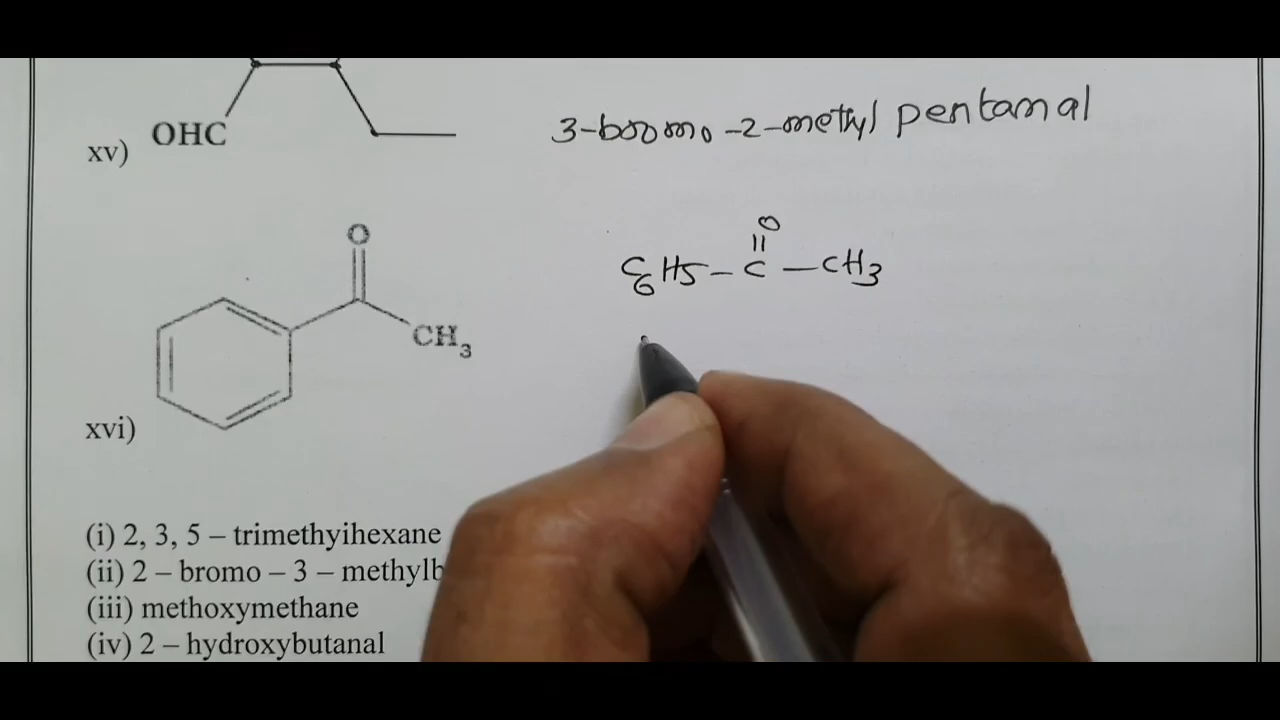 OHC
xv)
3-bromo-2-methyl pentanal
O
CH3
xvi)
O
||
C6H5-C-CH3
(i) 2, 3, 5 – trimethyihexane
(ii) 2 – bromo – 3 – methylb
(iii) methoxymethane
(iv) 2 – hydroxybutanal